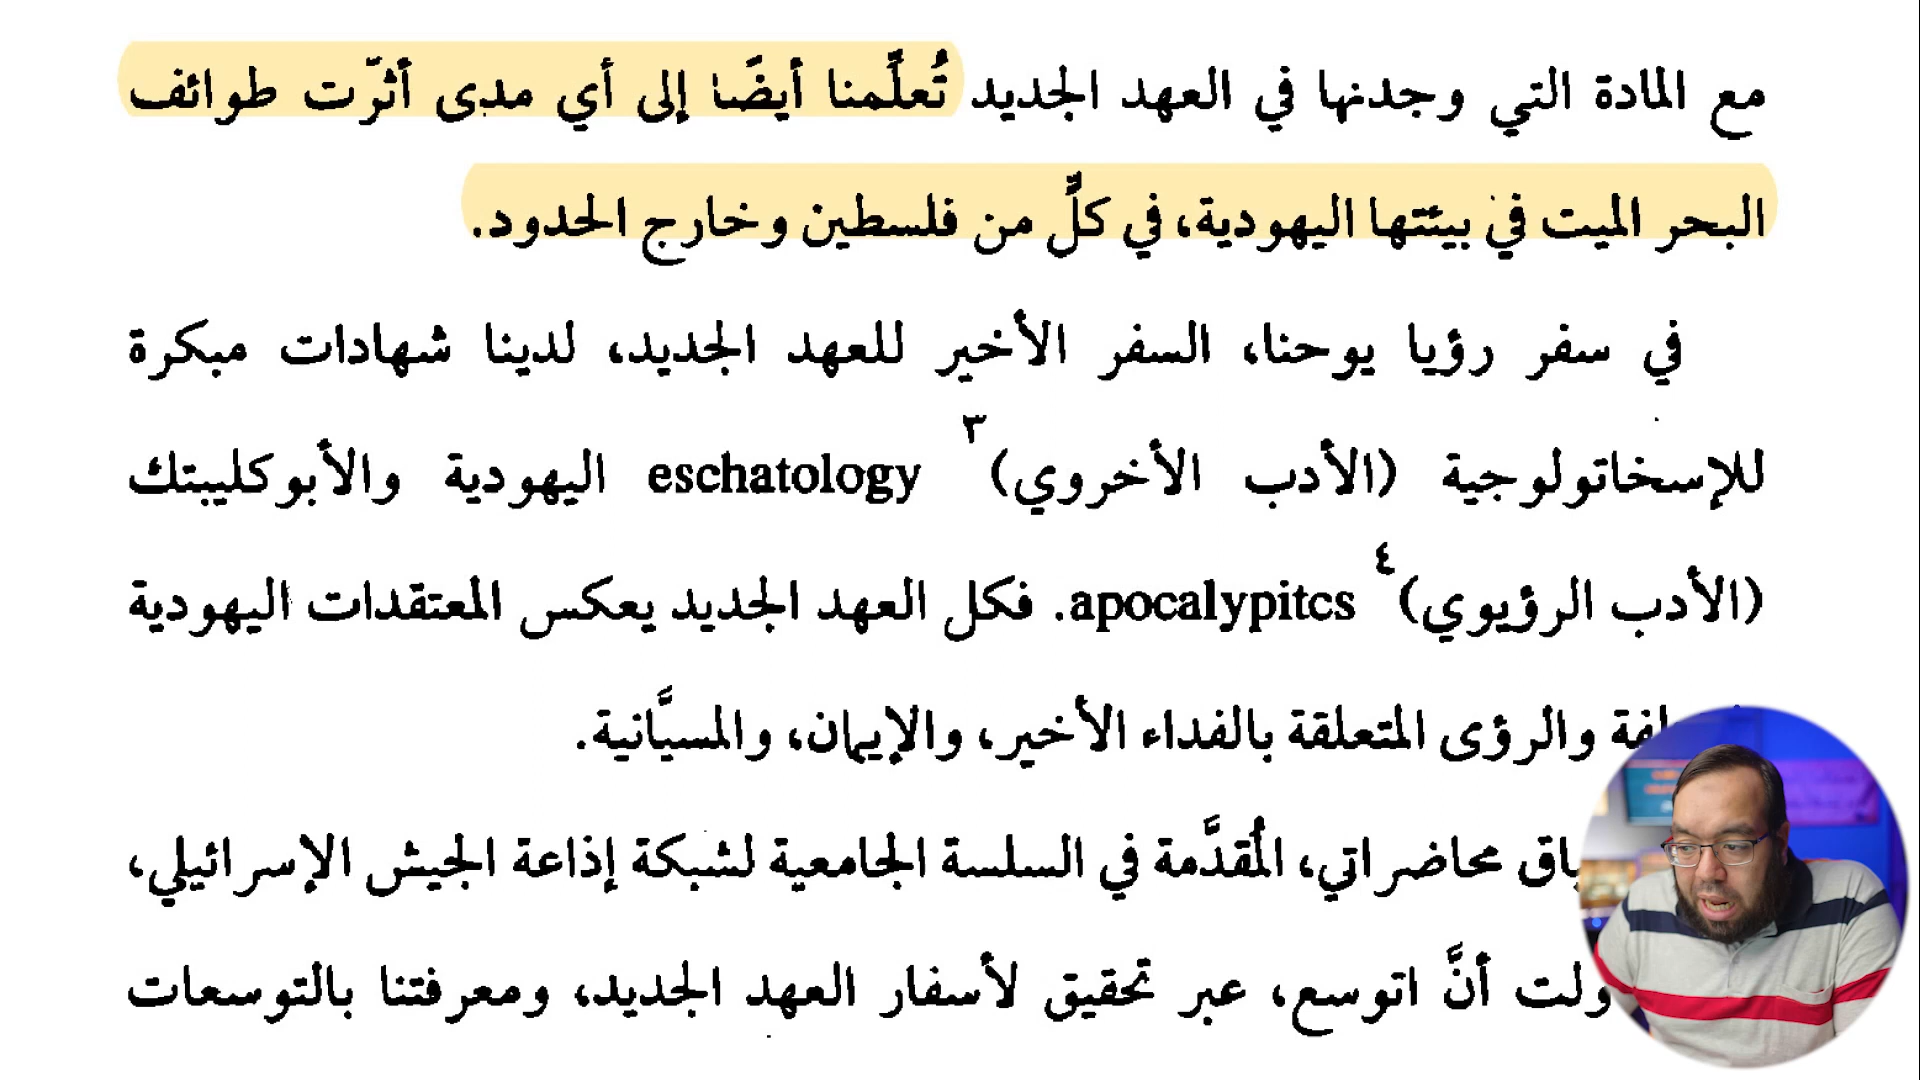 مع المادة التي وجدنها في العهد الجديد تُعلِّمنا أيضًا إلى أي مدى أثرّت طوائف
البحر الميت في بيئتها اليهودية، في كلٍّ من فلسطين وخارج الحدود.
في سفر رؤيا يوحنا، السفر الأخير للعهد الجديد، لدينا شهادات مبكرة
للإسخاتولوجية (الأدب الأخروي)٣ eschatology اليهودية والأبوكليبتك
(الأدب الرؤيوي)٤ apocalypitcs. فكل العهد الجديد يعكس المعتقدات اليهودية
والرؤى المتعلقة بالفداء الأخير، والإيمان، والمسيَّانية.
محاضراتي، المُقدَّمة في السلسة الجامعية لشبكة إذاعة الجيش الإسرائيلي،
أنَّ اتوسع، عبر تحقيق لأسفار العهد الجديد، ومعرفتنا بالتوسعات